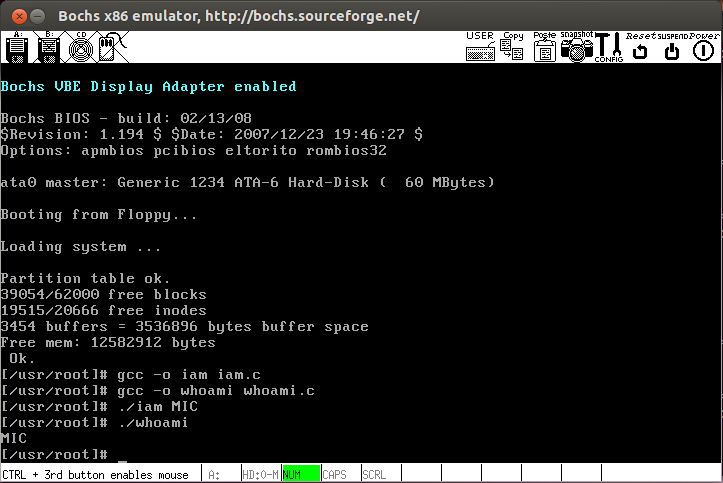 Bochs x86 emulator, http://bochs.sourceforge.net/
A: B: CD USER Copy Paste snapshot CONFIG Reset SUSPEND Power
Bochs VBE Display Adapter enabled
Bochs BIOS - build: 02/13/08
$Revision: 1.194 $ $Date: 2007/12/23 19:46:27 $
Options: apmbios pcibios eltorito rombios32
ata0 master: Generic 1234 ATA-6 Hard-Disk (  60 MBytes)
Booting from Floppy...
Loading system ...
Partition table ok.
39054/62000 free blocks
19515/20666 free inodes
3454 buffers = 3536896 bytes buffer space
Free mem: 12582912 bytes
 Ok.
[/usr/root]# gcc -o iam iam.c
[/usr/root]# gcc -o whoami whoami.c
[/usr/root]# ./iam MIC
[/usr/root]# ./whoami
MIC
[/usr/root]# _
CTRL + 3rd button enables mouse A: HD:0-M NUM CAPS SCRL